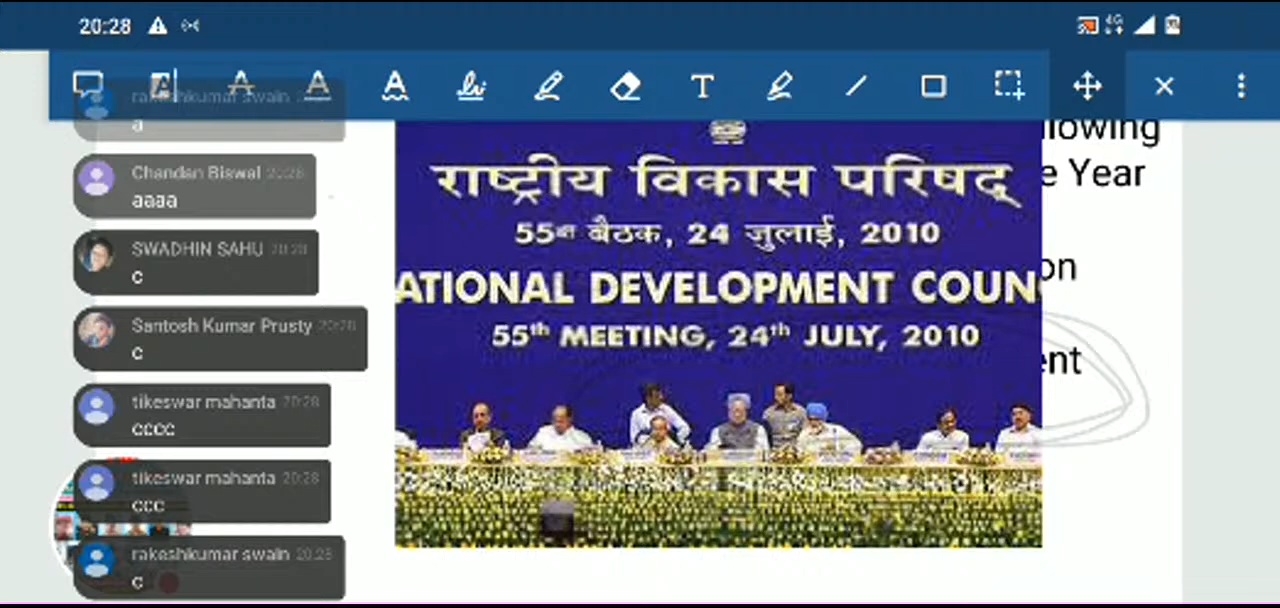 20:28
4G
T
rakeshkumar swain
a
Chandan Biswal 20:28
aaaa
SWADHIN SAHU 20:28
c
Santosh Kumar Prusty 20:28
c
tikeswar mahanta 20:28
cccc
tikeswar mahanta 20:28
ccc
rakeshkumar swain 20:28
c
राष्ट्रीय विकास परिषद्
55वीं बैठक, 24 जुलाई, 2010
ATIONAL DEVELOPMENT COUN
55th MEETING, 24th JULY, 2010
lowing
e Year
on
ent